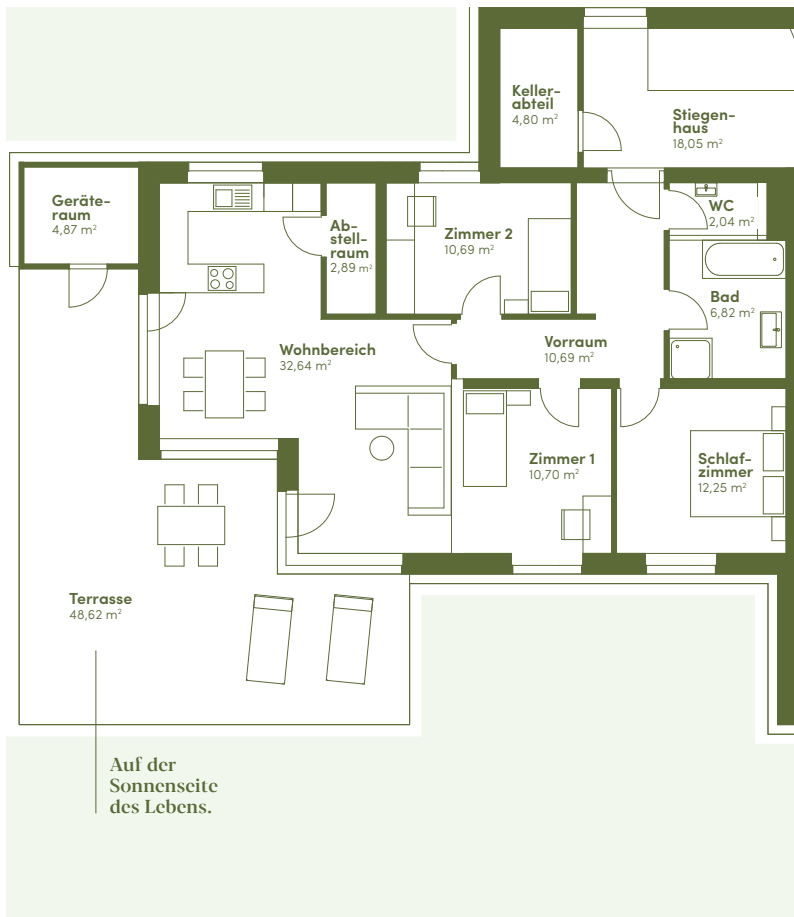 Keller-
abteil
4,80 m²
Stiegen-
haus
18,05 m²
Geräte-
raum
4,87 m²
Ab-
stell-
raum
2,89 m²
Zimmer 2
10,69 m²
WC
2,04 m²
Bad
6,82 m²
Wohnbereich
32,64 m²
Vorraum
10,69 m²
Zimmer 1
10,70 m²
Schlaf-
zimmer
12,25 m²
Terrasse
48,62 m²
Auf der
Sonnenseite
des Lebens.